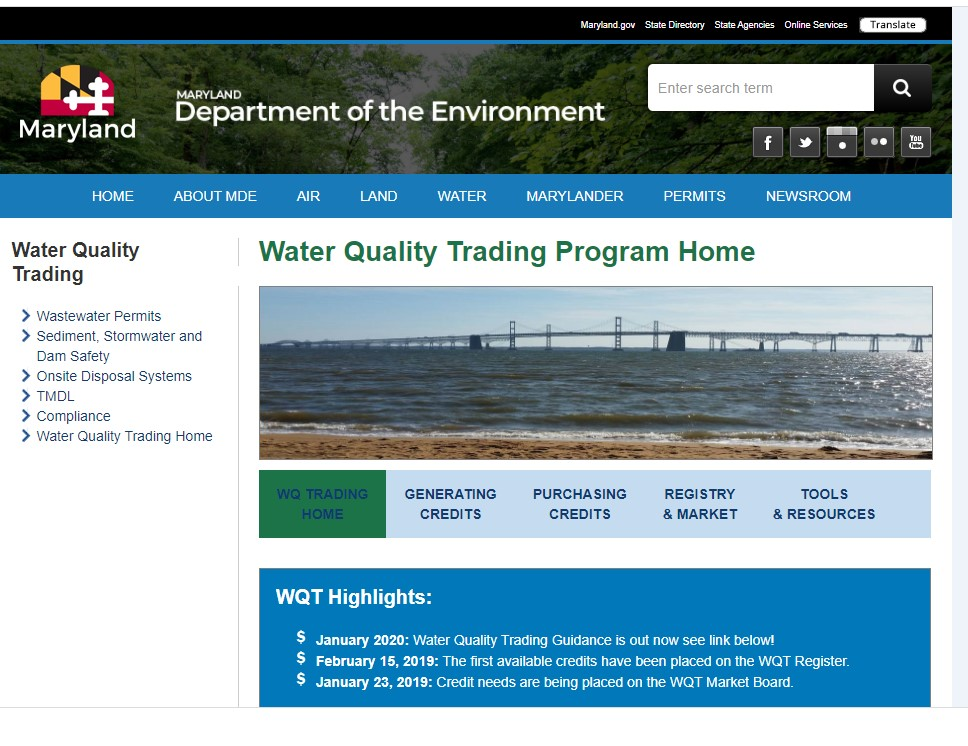 Maryland.gov State Directory State Agencies Online Services Translate
Maryland
MARYLAND
Department of the Environment
Enter search term
f
You
Tube
HOME ABOUT MDE AIR LAND WATER MARYLANDER PERMITS NEWSROOM
Water Quality
Trading
Wastewater Permits
Sediment, Stormwater and
Dam Safety
Onsite Disposal Systems
TMDL
Compliance
Water Quality Trading Home
Water Quality Trading Program Home
WQ TRADING
HOME
GENERATING
CREDITS
PURCHASING
CREDITS
REGISTRY
& MARKET
TOOLS
& RESOURCES
WQT Highlights:
$ January 2020: Water Quality Trading Guidance is out now see link below!
$ February 15, 2019: The first available credits have been placed on the WQT Register.
$ January 23, 2019: Credit needs are being placed on the WQT Market Board.